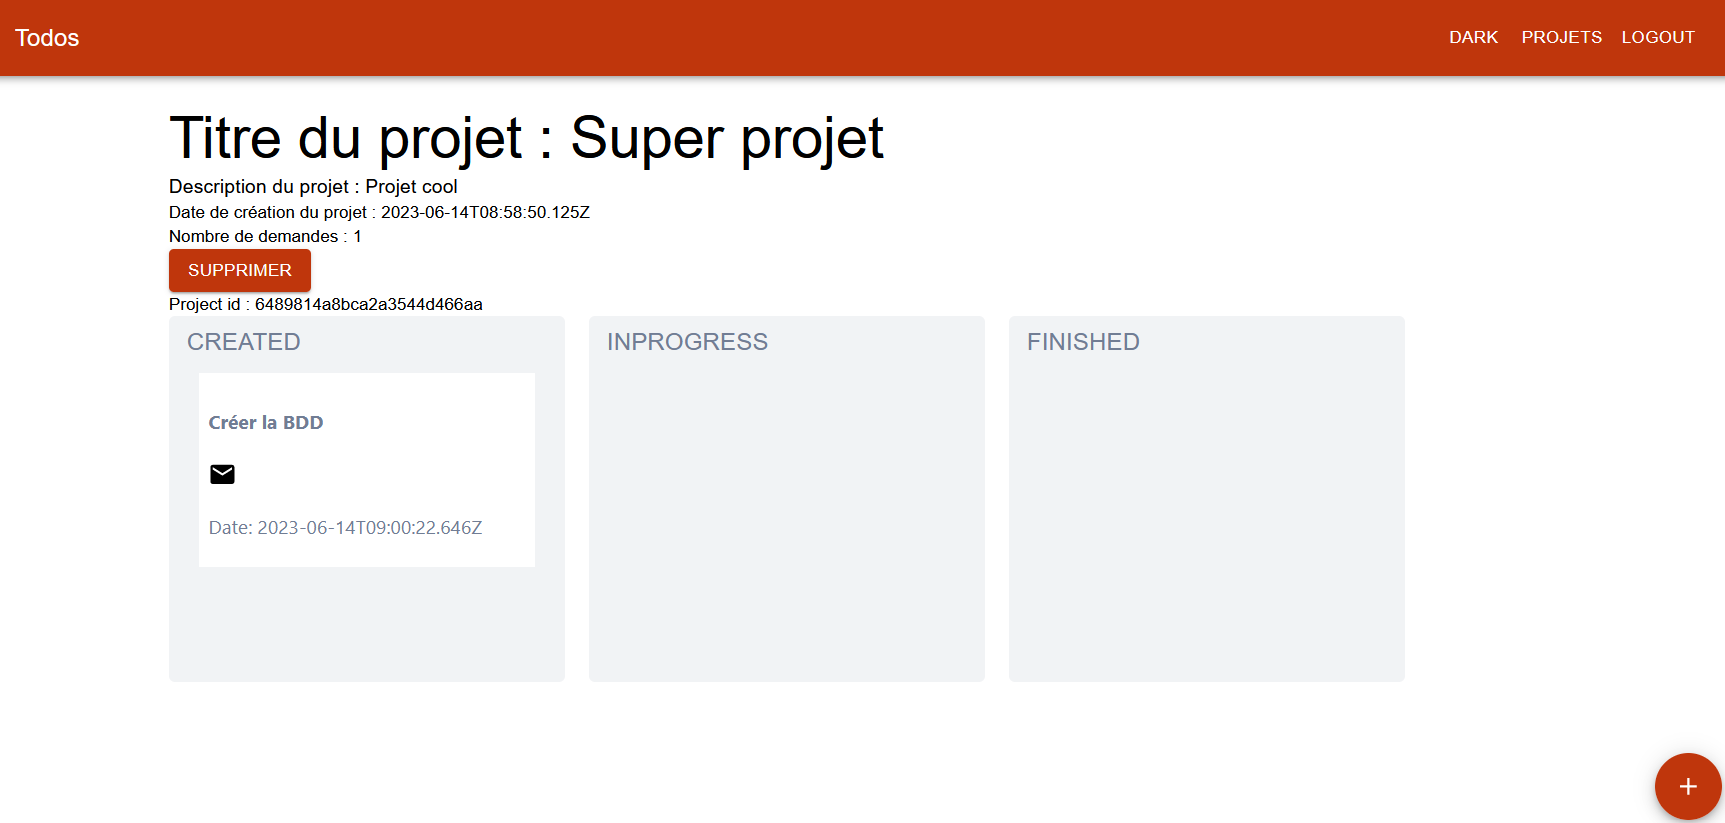 Todos
DARK PROJETS LOGOUT
Titre du projet : Super projet
Description du projet : Projet cool
Date de création du projet : 2023-06-14T08:58:50.125Z
Nombre de demandes : 1
SUPPRIMER
Project id : 6489814a8bca2a3544d466aa
CREATED
Créer la BDD
Date: 2023-06-14T09:00:22.646Z
INPROGRESS
FINISHED
+